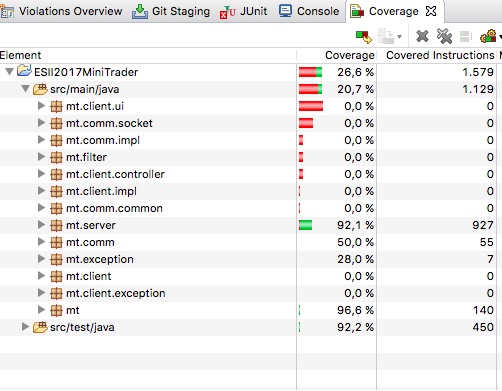 Violations Overview Git Staging JUnit Console Coverage
Element Coverage Covered Instructions
ESII2017MiniTrader 26,6 % 1.579
src/main/java 20,7 % 1.129
mt.client.ui 0,0 % 0
mt.comm.socket 0,0 % 0
mt.comm.impl 0,0 % 0
mt.filter 0,0 % 0
mt.client.controller 0,0 % 0
mt.client.impl 0,0 % 0
mt.comm.common 0,0 % 0
mt.server 92,1 % 927
mt.comm 50,0 % 55
mt.exception 28,0 % 7
mt.client 0,0 % 0
mt.client.exception 0,0 % 0
mt 96,6 % 140
src/test/java 92,2 % 450